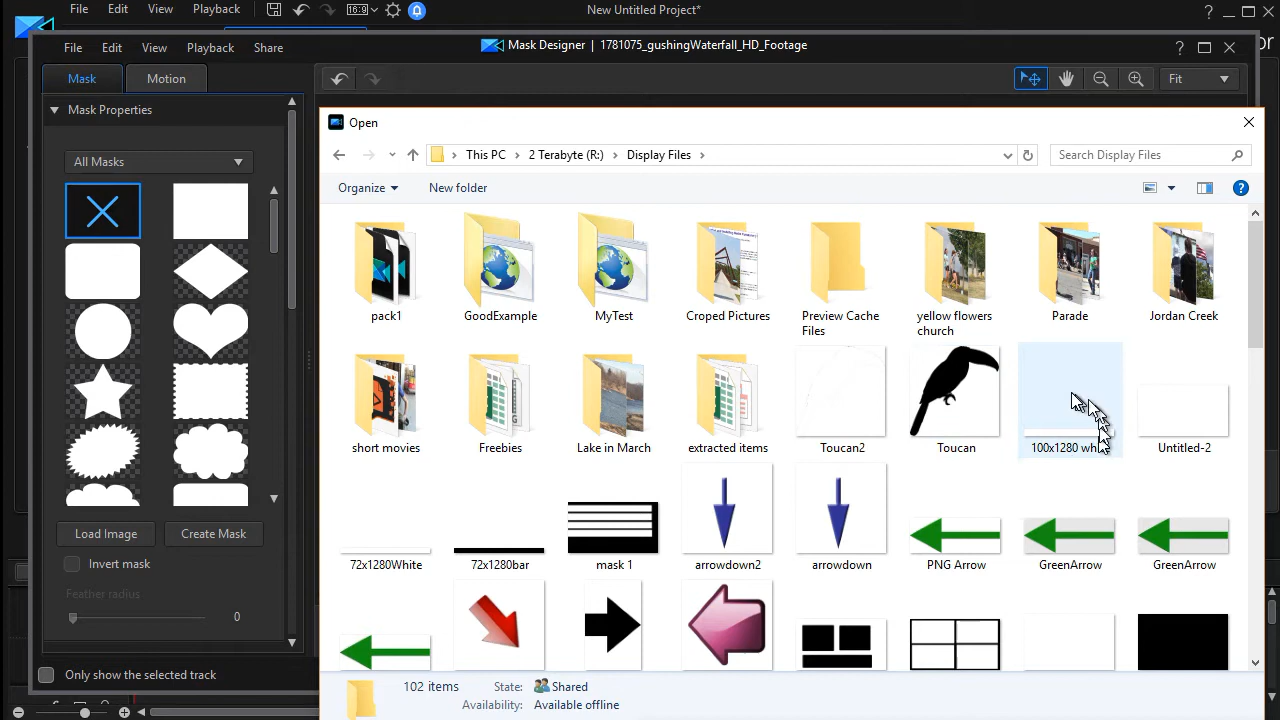 File Edit View Playback
16:9
New Untitled Project*
?
or
File Edit View Playback Share
Mask Designer | 1781075_gushingWaterfall_HD_Footage
?
Mask Motion
Fit
Mask Properties
All Masks
Load Image Create Mask
Invert mask
Feather radius
0
Only show the selected track
Open
This PC 2 Terabyte (R:) Display Files
Search Display Files
Organize New folder
?
pack1 GoodExample MyTest Croped Pictures Preview Cache Files yellow flowers church Parade Jordan Creek
short movies Freebies Lake in March extracted items Toucan2 Toucan 100x1280 Untitled-2
72x1280White 72x1280bar mask 1 arrowdown2 arrowdown PNG Arrow GreenArrow GreenArrow
102 items State: Shared
Availability: Available offline